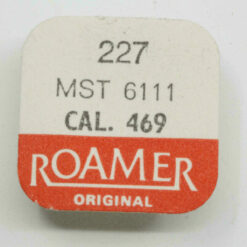 227
MST 6111
CAL. 469
ROAMER
ORIGINAL